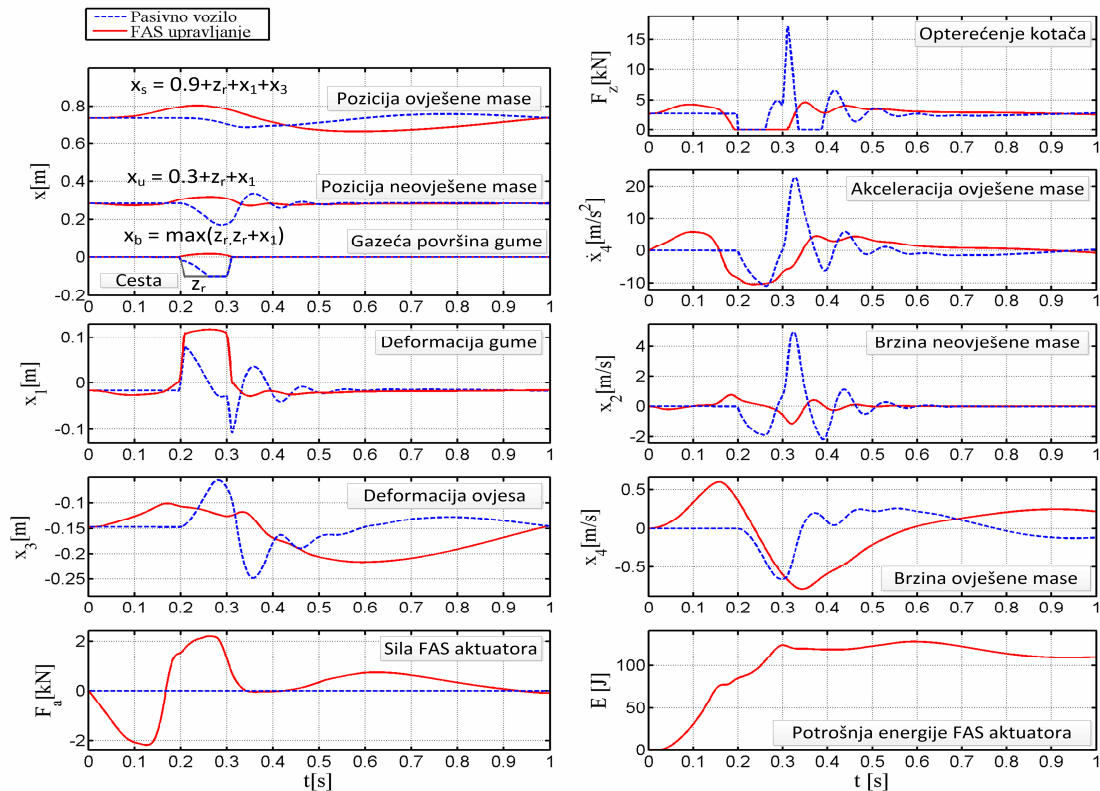 Pasivno vozilo
FAS upravljanje
x_s = 0.9+z_r+x_1+x_3
Pozicija ovješene mase
x_u = 0.3+z_r+x_1
Pozicija neovješene mase
x_b = max(z_r,z_r+x_1)
Gazeća površina gume
Cesta
z_r
x[m]
0.8
0.6
0.4
0.2
0
-0.2
0 0.1 0.2 0.3 0.4 0.5 0.6 0.7 0.8 0.9 1
Deformacija gume
x_1[m]
0.1
0
-0.1
0 0.1 0.2 0.3 0.4 0.5 0.6 0.7 0.8 0.9 1
Deformacija ovjesa
x_3[m]
-0.1
-0.15
-0.2
-0.25
0 0.1 0.2 0.3 0.4 0.5 0.6 0.7 0.8 0.9 1
Sila FAS aktuatora
F_a[kN]
2
0
-2
0 0.1 0.2 0.3 0.4 0.5 0.6 0.7 0.8 0.9 1
t[s]
Opterećenje kotača
F_z[kN]
15
10
5
0
0 0.1 0.2 0.3 0.4 0.5 0.6 0.7 0.8 0.9 1
Akceleracija ovješene mase
ẋ_4[m/s²]
20
10
0
-10
0 0.1 0.2 0.3 0.4 0.5 0.6 0.7 0.8 0.9 1
Brzina neovješene mase
x_2[m/s]
4
2
0
-2
0 0.1 0.2 0.3 0.4 0.5 0.6 0.7 0.8 0.9 1
Brzina ovješene mase
x_4[m/s]
0.5
0
-0.5
0 0.1 0.2 0.3 0.4 0.5 0.6 0.7 0.8 0.9 1
Potrošnja energije FAS aktuatora
E [J]
100
50
0
0 0.1 0.2 0.3 0.4 0.5 0.6 0.7 0.8 0.9 1
t [s]